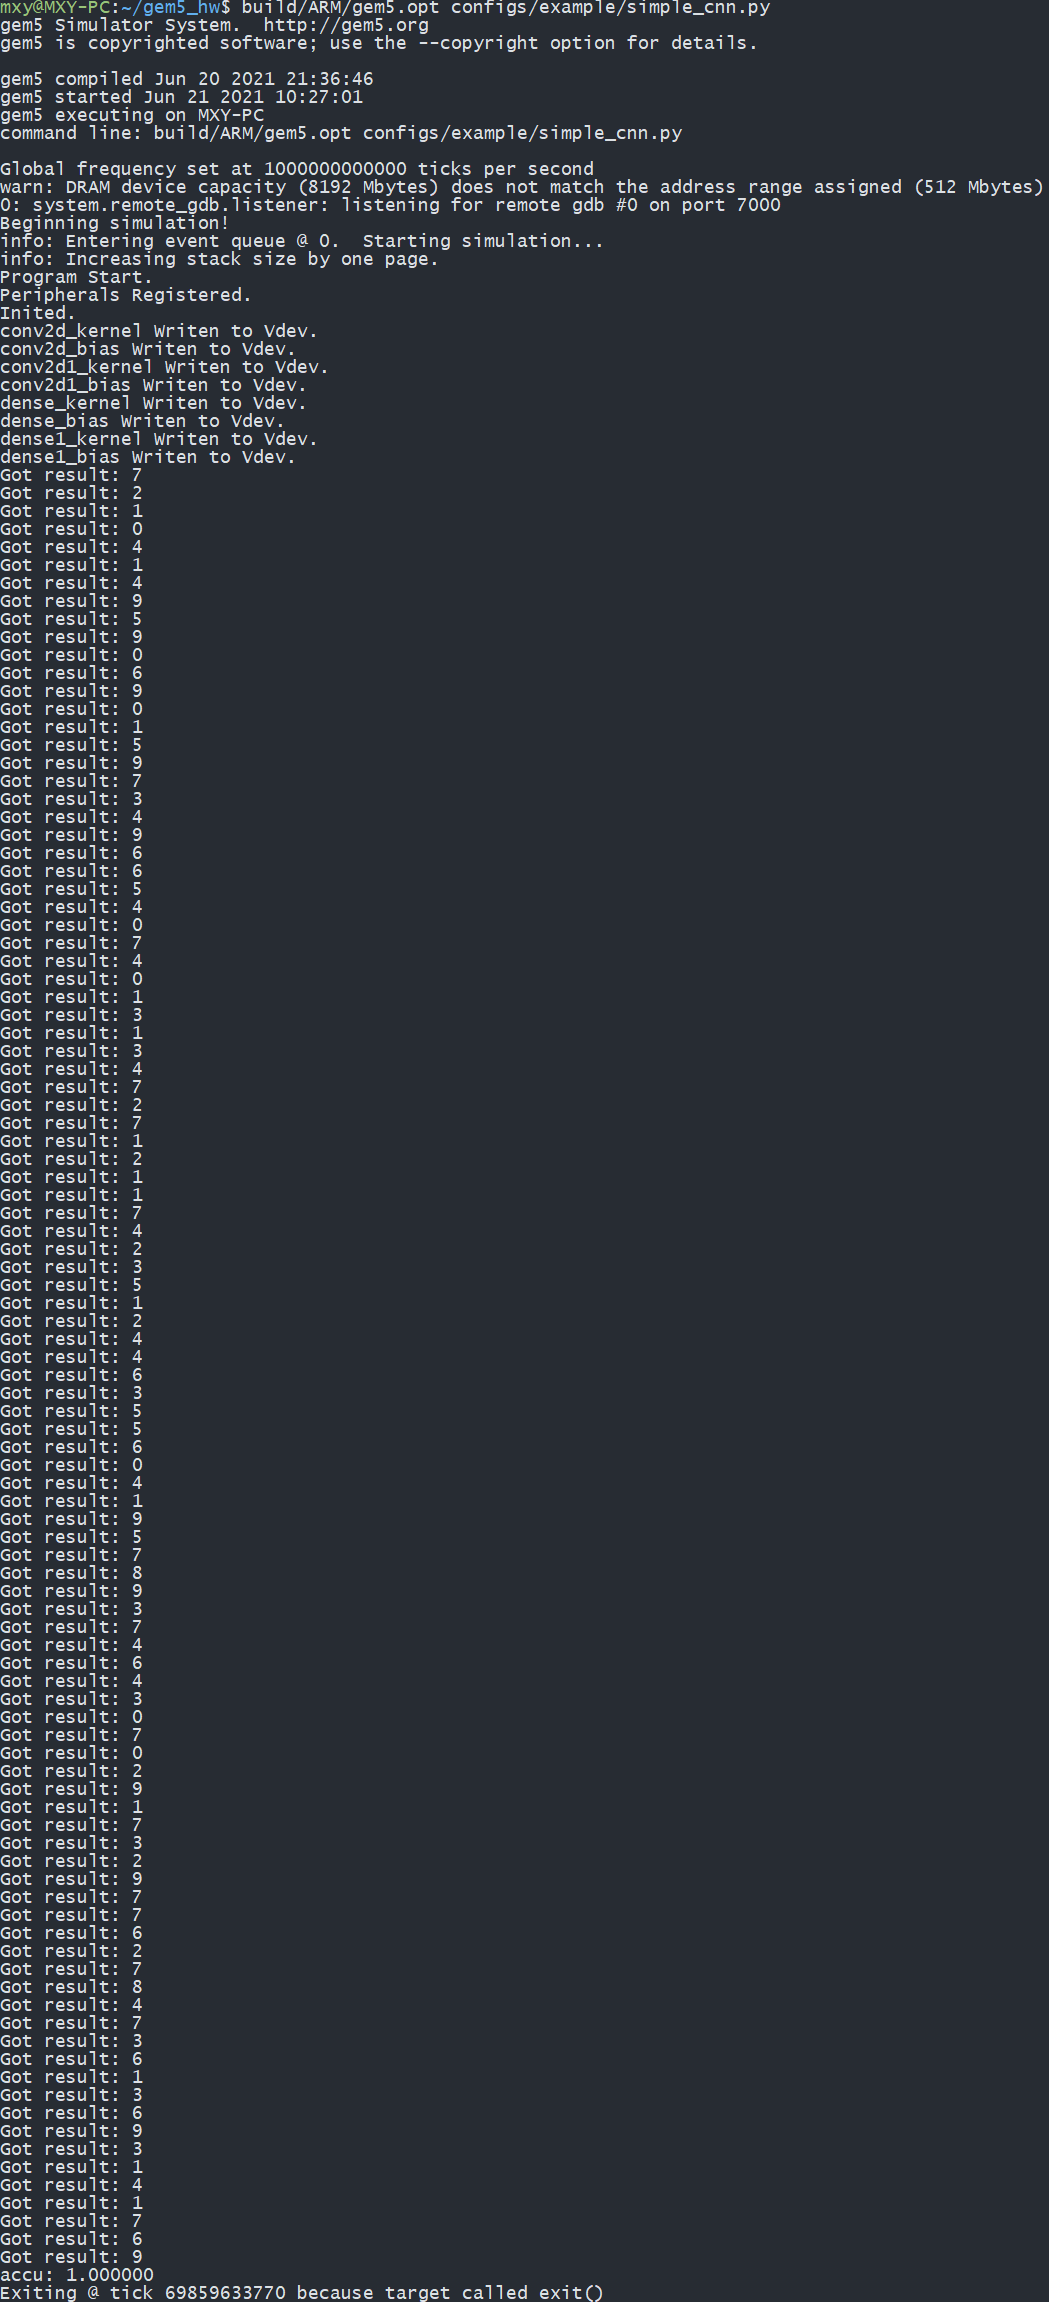 mxy@MXY-PC:~/gem5_hw$ build/ARM/gem5.opt configs/example/simple_cnn.py
gem5 Simulator System.  http://gem5.org
gem5 is copyrighted software; use the --copyright option for details.

gem5 compiled Jun 20 2021 21:36:46
gem5 started Jun 21 2021 10:27:01
gem5 executing on MXY-PC
command line: build/ARM/gem5.opt configs/example/simple_cnn.py

Global frequency set at 1000000000000 ticks per second
warn: DRAM device capacity (8192 Mbytes) does not match the address range assigned (512 Mbytes)
0: system.remote_gdb.listener: listening for remote gdb #0 on port 7000
Beginning simulation!
info: Entering event queue @ 0.  Starting simulation...
info: Increasing stack size by one page.
Program Start.
Peripherals Registered.
Inited.
conv2d_kernel Writen to Vdev.
conv2d_bias Writen to Vdev.
conv2d1_kernel Writen to Vdev.
conv2d1_bias Writen to Vdev.
dense_kernel Writen to Vdev.
dense_bias Writen to Vdev.
dense1_kernel Writen to Vdev.
dense1_bias Writen to Vdev.
Got result: 7
Got result: 2
Got result: 1
Got result: 0
Got result: 4
Got result: 1
Got result: 4
Got result: 9
Got result: 5
Got result: 9
Got result: 0
Got result: 6
Got result: 9
Got result: 0
Got result: 1
Got result: 5
Got result: 9
Got result: 7
Got result: 3
Got result: 4
Got result: 9
Got result: 6
Got result: 6
Got result: 5
Got result: 4
Got result: 0
Got result: 7
Got result: 4
Got result: 0
Got result: 1
Got result: 3
Got result: 1
Got result: 3
Got result: 4
Got result: 7
Got result: 2
Got result: 7
Got result: 1
Got result: 2
Got result: 1
Got result: 1
Got result: 7
Got result: 4
Got result: 2
Got result: 3
Got result: 5
Got result: 1
Got result: 2
Got result: 4
Got result: 4
Got result: 6
Got result: 3
Got result: 5
Got result: 5
Got result: 6
Got result: 0
Got result: 4
Got result: 1
Got result: 9
Got result: 5
Got result: 7
Got result: 8
Got result: 9
Got result: 3
Got result: 7
Got result: 4
Got result: 6
Got result: 4
Got result: 3
Got result: 0
Got result: 7
Got result: 0
Got result: 2
Got result: 9
Got result: 1
Got result: 7
Got result: 3
Got result: 2
Got result: 9
Got result: 7
Got result: 7
Got result: 6
Got result: 2
Got result: 7
Got result: 8
Got result: 4
Got result: 7
Got result: 3
Got result: 6
Got result: 1
Got result: 3
Got result: 6
Got result: 9
Got result: 3
Got result: 1
Got result: 4
Got result: 1
Got result: 7
Got result: 6
Got result: 9
accu: 1.000000
Exiting @ tick 69859633770 because target called exit()